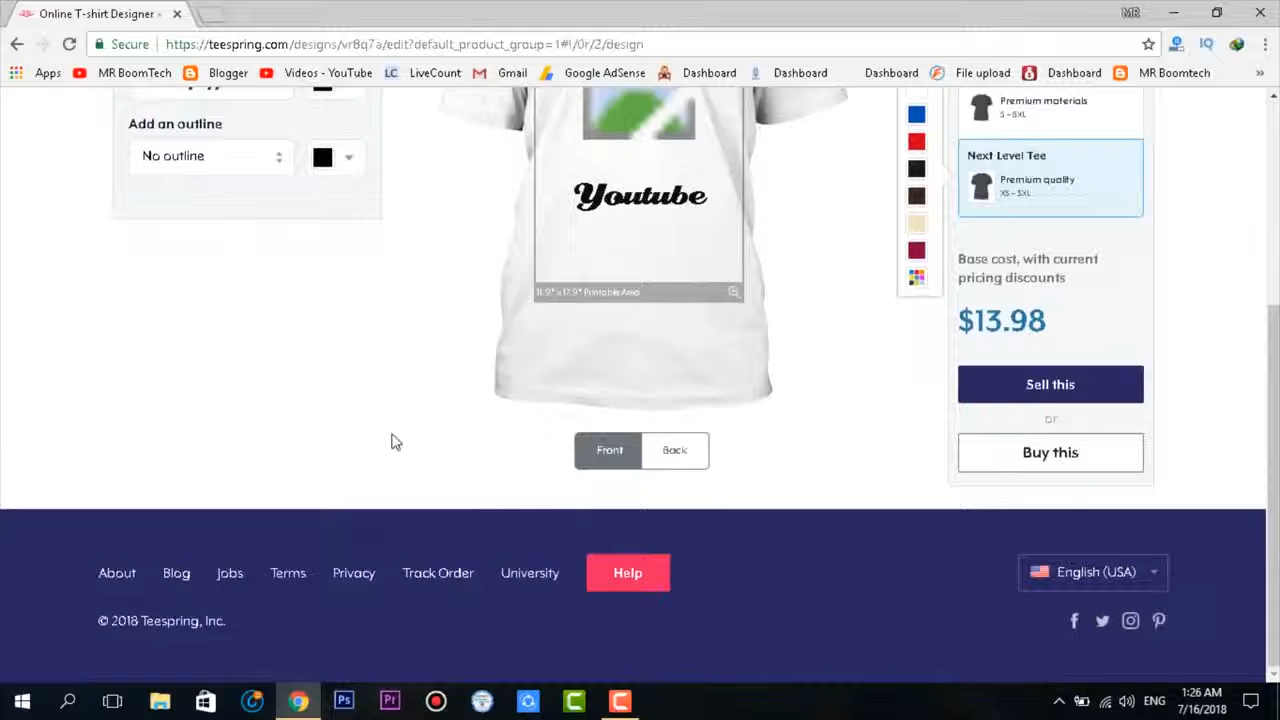 Online T-shirt Designer
MR
Secure
https://teespring.com/designs/vr8q7a/edit?default_product_group=1#!/0r/2/design
Apps
MR BoomTech
Blogger
Videos - YouTube
LC
LiveCount
Gmail
Google AdSense
Dashboard
Dashboard
Dashboard
File upload
Dashboard
MR Boomtech
»
Add an outline
No outline
Youtube
Premium materials
S – 5XL
Next Level Tee
Premium quality
XS – 3XL
Base cost, with current
pricing discounts
$13.98
Sell this
or
Buy this
Front
Back
About
Blog
Jobs
Terms
Privacy
Track Order
University
Help
English (USA)
© 2018 Teespring, Inc.
Ps
Pr
ENG
1:26 AM
7/16/2018